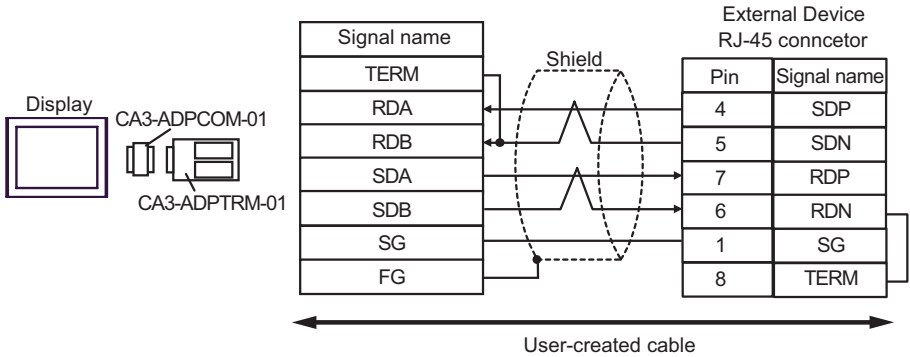 External Device
RJ-45 conncetor
Signal name
Shield
Pin Signal name
TERM
Display
RDA
4 SDP
CA3-ADPCOM-01
RDB
5 SDN
SDA
7 RDP
CA3-ADPTRM-01
SDB
6 RDN
SG
1 SG
FG
8 TERM
User-created cable